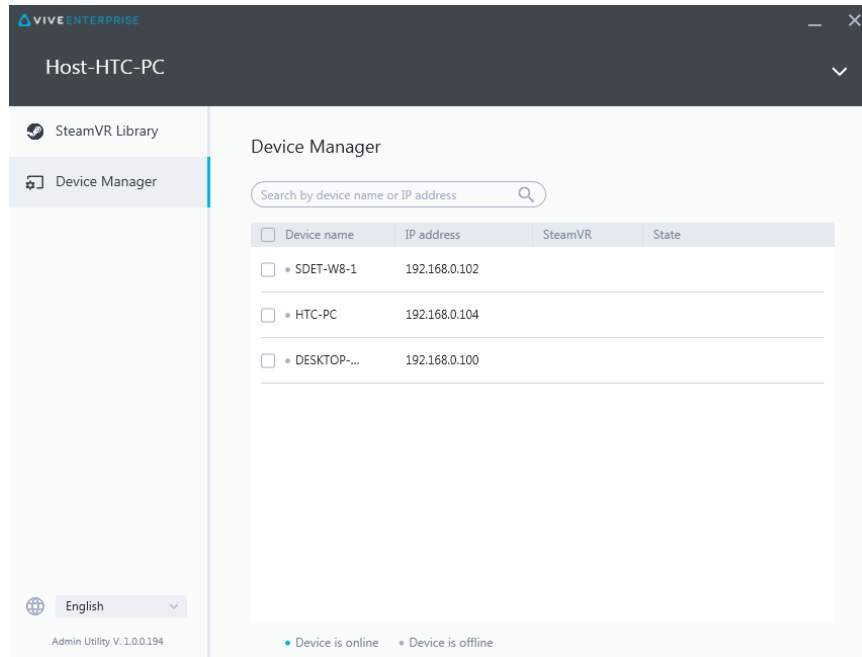 VIVE ENTERPRISE
Host-HTC-PC
SteamVR Library
Device Manager
Device Manager
Search by device name or IP address
Device name IP address SteamVR State
SDET-W8-1 192.168.0.102
HTC-PC 192.168.0.104
DESKTOP-... 192.168.0.100
English
Admin Utility V. 1.0.0.194
Device is online Device is offline